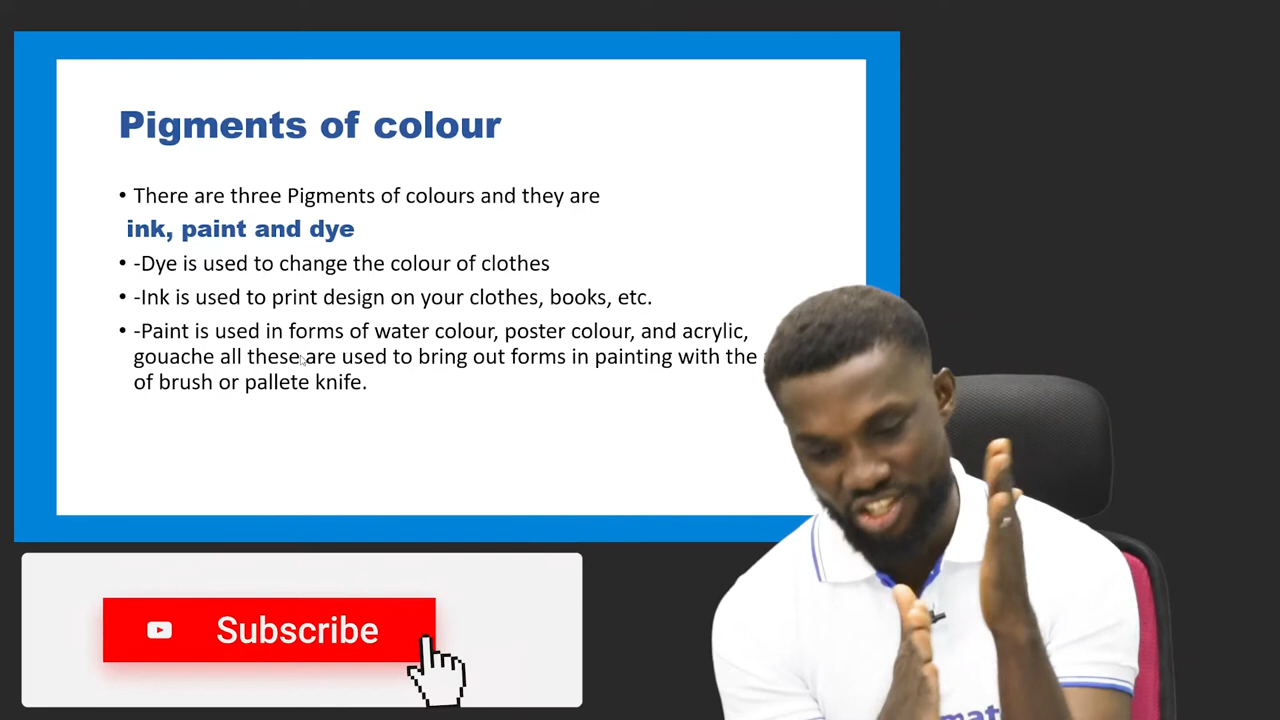 Pigments of colour
• There are three Pigments of colours and they are
ink, paint and dye
• -Dye is used to change the colour of clothes
• -Ink is used to print design on your clothes, books, etc.
• -Paint is used in forms of water colour, poster colour, and acrylic,
gouache all these are used to bring out forms in painting with the
of brush or pallete knife.
Subscribe